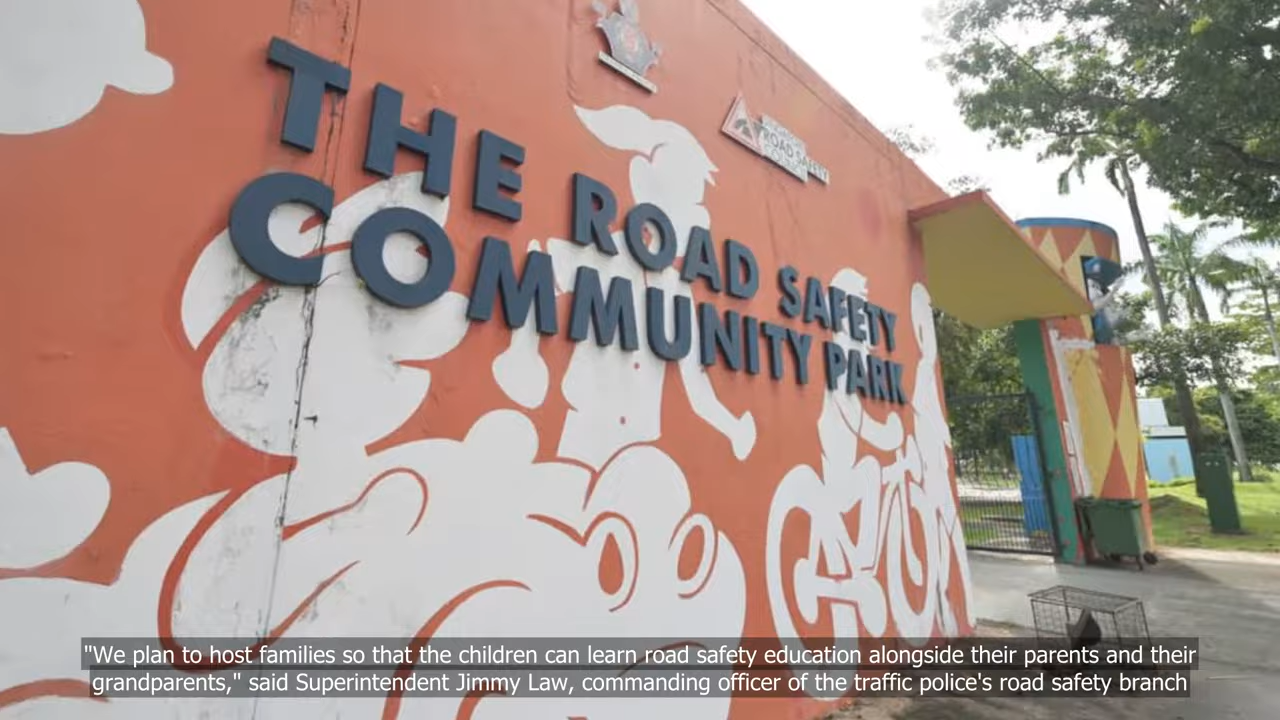 THE ROAD SAFETY
COMMUNITY PARK
ROAD SAFETY
"We plan to host families so that the children can learn road safety education alongside their parents and their
grandparents," said Superintendent Jimmy Law, commanding officer of the traffic police's road safety branch